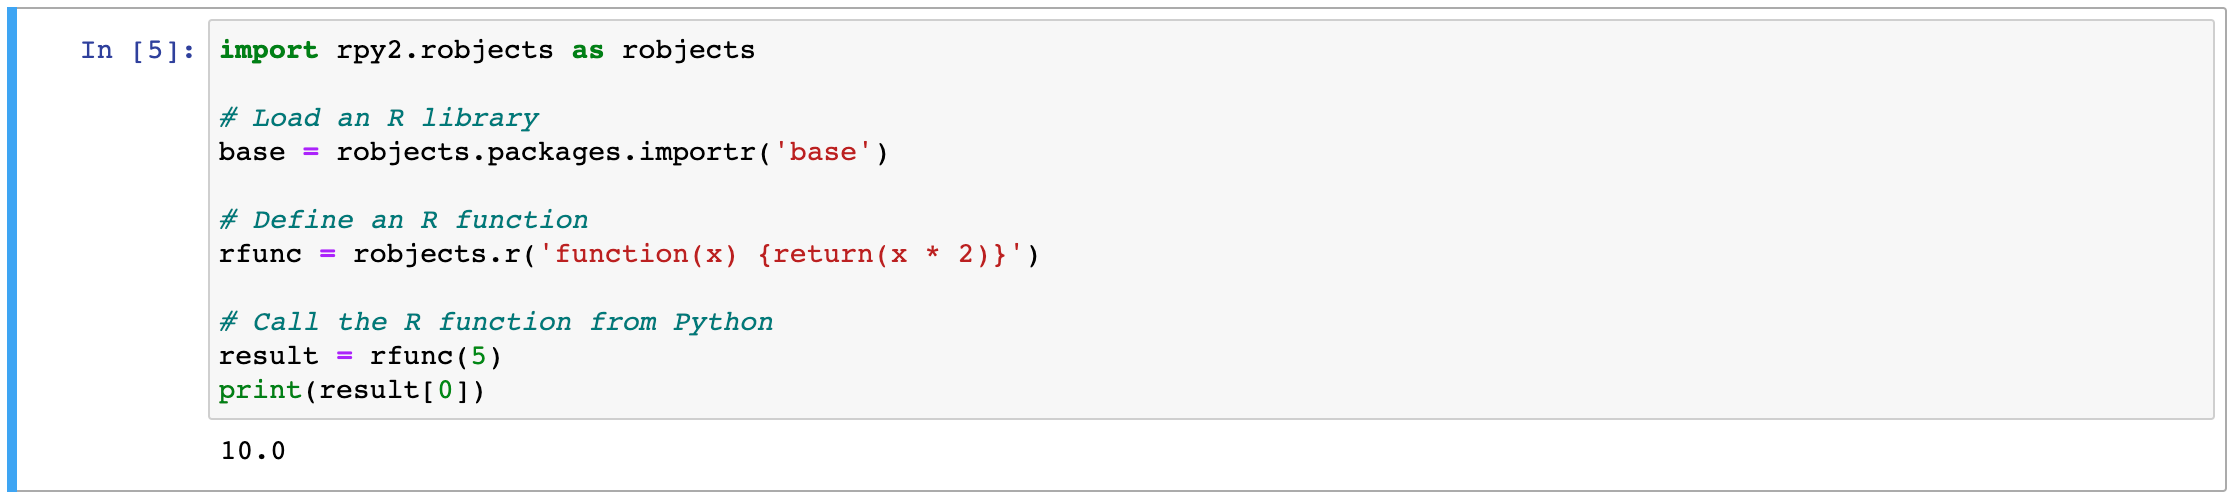 In [5]: import rpy2.robjects as robjects
# Load an R library
base = robjects.packages.importr('base')
# Define an R function
rfunc = robjects.r('function(x) {return(x * 2)}')
# Call the R function from Python
result = rfunc(5)
print(result[0])
10.0